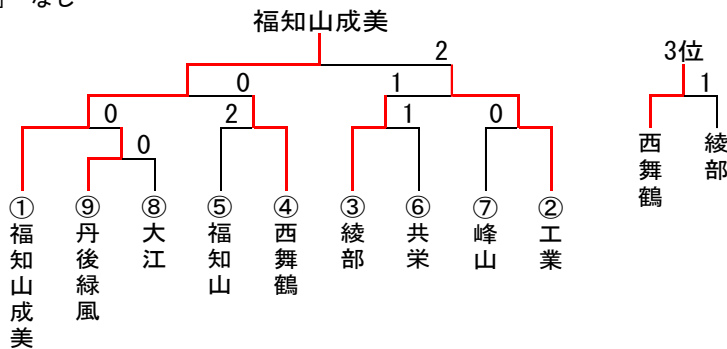 ］ なし
福知山成美
2
3位
0
1
1
0
2
1
0
0
西舞鶴
綾部
①福知山成美
⑨丹後緑風
⑧大江
⑤福知山
④西舞鶴
③綾部
⑥共栄
⑦峰山
②工業